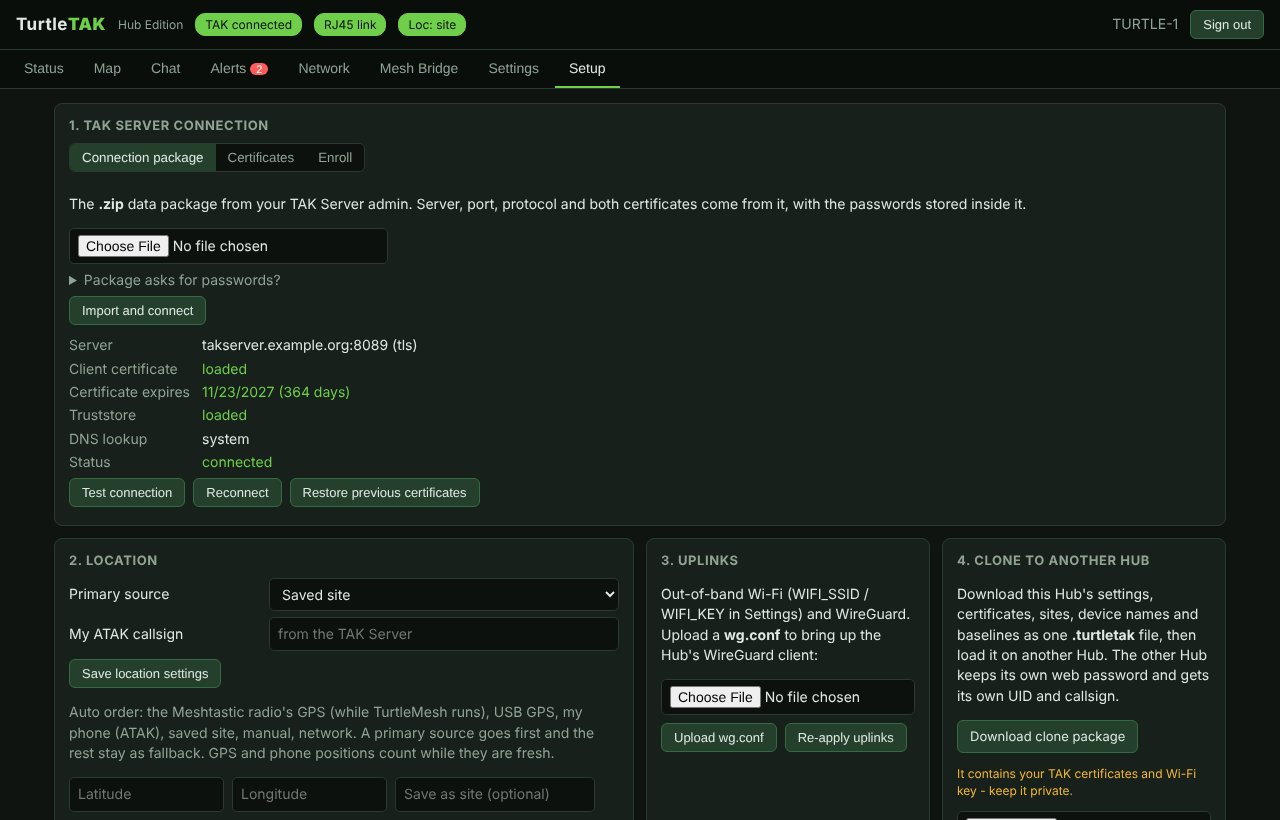 TurtleTAK Hub Edition TAK connected RJ45 link Loc: site TURTLE-1 Sign out
Status Map Chat Alerts 2 Network Mesh Bridge Settings Setup
1. TAK SERVER CONNECTION
Connection package Certificates Enroll
The .zip data package from your TAK Server admin. Server, port, protocol and both certificates come from it, with the passwords stored inside it.
Choose File No file chosen
Package asks for passwords?
Import and connect
Server takserver.example.org:8089 (tls)
Client certificate loaded
Certificate expires 11/23/2027 (364 days)
Truststore loaded
DNS lookup system
Status connected
Test connection Reconnect Restore previous certificates
2. LOCATION
Primary source Saved site
My ATAK callsign from the TAK Server
Save location settings
Auto order: the Meshtastic radio's GPS (while TurtleMesh runs), USB GPS, my
phone (ATAK), saved site, manual, network. A primary source goes first and the
rest stay as fallback. GPS and phone positions count while they are fresh.
Latitude Longitude Save as site (optional)
3. UPLINKS
Out-of-band Wi-Fi (WIFI_SSID /
WIFI_KEY in Settings) and WireGuard.
Upload a wg.conf to bring up the
Hub's WireGuard client:
Choose File No file chosen
Upload wg.conf Re-apply uplinks
4. CLONE TO ANOTHER HUB
Download this Hub's settings,
certificates, sites, device names and
baselines as one .turtletak file, then
load it on another Hub. The other Hub
keeps its own web password and gets
its own UID and callsign.
Download clone package
It contains your TAK certificates and Wi-Fi
key - keep it private.